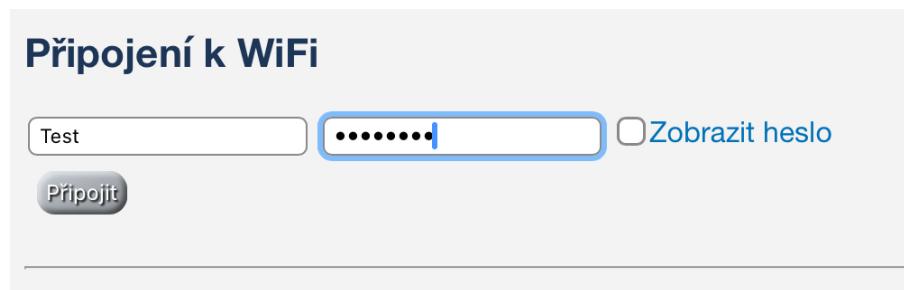 Připojení k WiFi
Test •••••••• Zobrazit heslo
Připojit